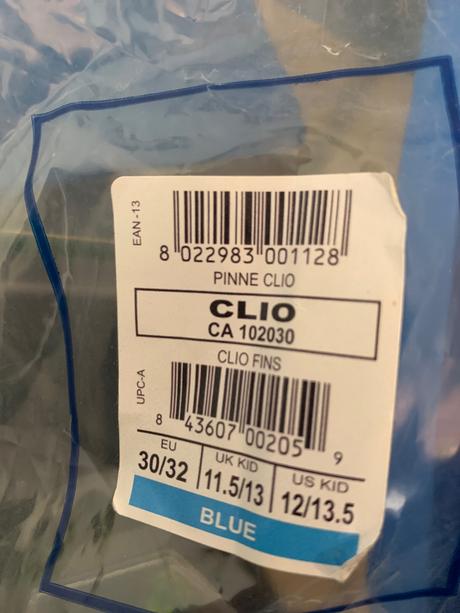 EAN-13
8 022983 001128
PINNE CLIO
CLIO
CA 102030
CLIO FINS
UPC-A
8 43607 00205 9
EU UK KID US KID
30/32 11.5/13 12/13.5
BLUE